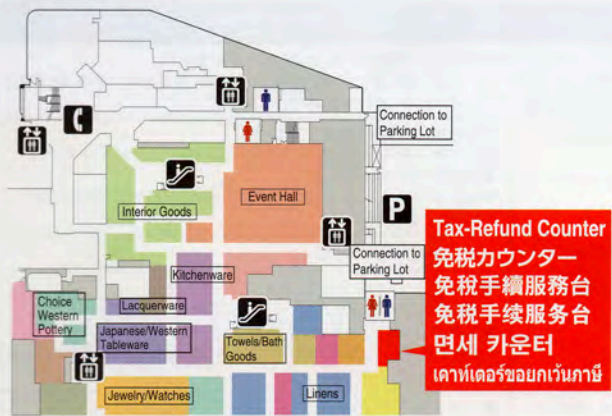 Connection to
Parking Lot
Event Hall
Interior Goods
P
Connection to
Parking Lot
Kitchenware
Choice
Western
Pottery
Lacquerware
Japanese/Western
Tableware
Towels/Bath
Goods
Jewelry/Watches
Linens
Tax-Refund Counter
免税カウンター
免稅手續服務台
免税手续服务台
면세 카운터
เคาท์เตอร์ขอยกเว้นภาษี